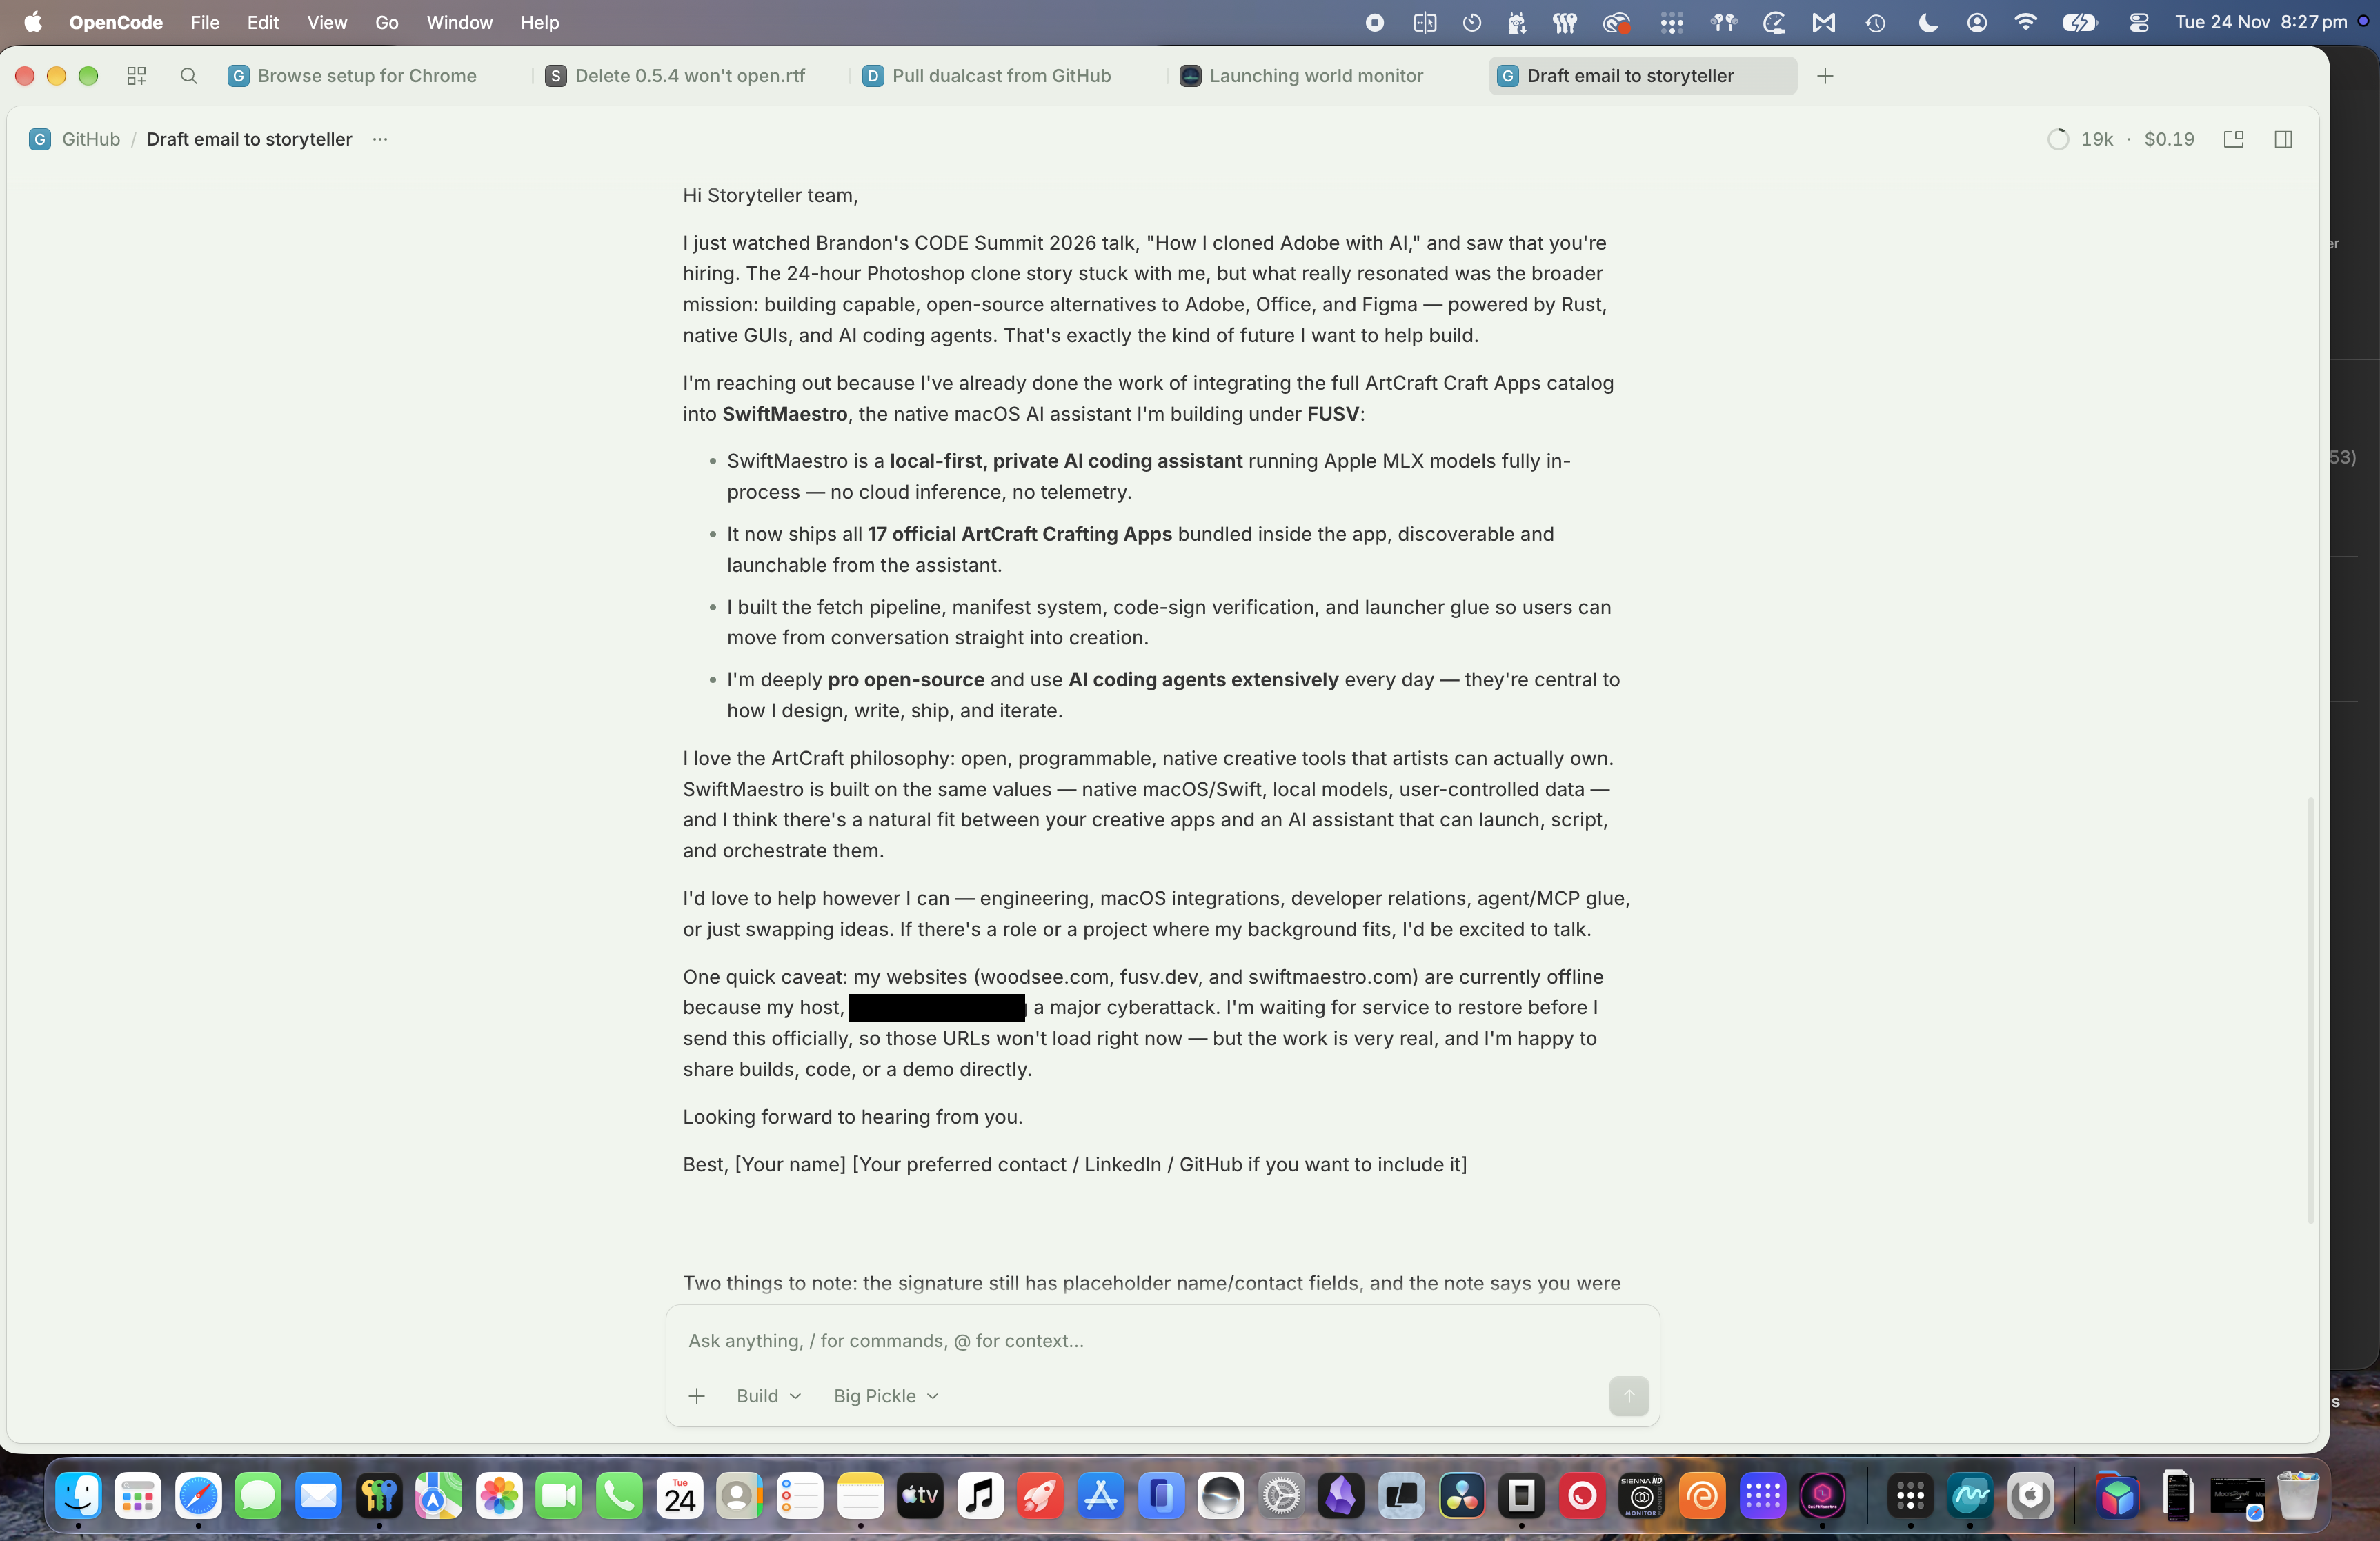 OpenCode File Edit View Go Window Help Tue 24 Nov 8:27 pm
G Browse setup for Chrome S Delete 0.5.4 won't open.rtf D Pull dualcast from GitHub Launching world monitor G Draft email to storyteller
G GitHub / Draft email to storyteller ··· 19k · $0.19
Hi Storyteller team,
I just watched Brandon's CODE Summit 2026 talk, "How I cloned Adobe with AI," and saw that you're
hiring. The 24-hour Photoshop clone story stuck with me, but what really resonated was the broader
mission: building capable, open-source alternatives to Adobe, Office, and Figma — powered by Rust,
native GUIs, and AI coding agents. That's exactly the kind of future I want to help build.
I'm reaching out because I've already done the work of integrating the full ArtCraft Craft Apps catalog
into SwiftMaestro, the native macOS AI assistant I'm building under FUSV:
• SwiftMaestro is a local-first, private AI coding assistant running Apple MLX models fully in-
process — no cloud inference, no telemetry.
• It now ships all 17 official ArtCraft Crafting Apps bundled inside the app, discoverable and
launchable from the assistant.
• I built the fetch pipeline, manifest system, code-sign verification, and launcher glue so users can
move from conversation straight into creation.
• I'm deeply pro open-source and use AI coding agents extensively every day — they're central to
how I design, write, ship, and iterate.
I love the ArtCraft philosophy: open, programmable, native creative tools that artists can actually own.
SwiftMaestro is built on the same values — native macOS/Swift, local models, user-controlled data —
and I think there's a natural fit between your creative apps and an AI assistant that can launch, script,
and orchestrate them.
I'd love to help however I can — engineering, macOS integrations, developer relations, agent/MCP glue,
or just swapping ideas. If there's a role or a project where my background fits, I'd be excited to talk.
One quick caveat: my websites (woodsee.com, fusv.dev, and swiftmaestro.com) are currently offline
because my host, a major cyberattack. I'm waiting for service to restore before I
send this officially, so those URLs won't load right now — but the work is very real, and I'm happy to
share builds, code, or a demo directly.
Looking forward to hearing from you.
Best, [Your name] [Your preferred contact / LinkedIn / GitHub if you want to include it]
Two things to note: the signature still has placeholder name/contact fields, and the note says you were
Ask anything, / for commands, @ for context...
Build Big Pickle
er
53)
s
Tue
24 tv SIENNA ND
MONITOR SwiftMaestro